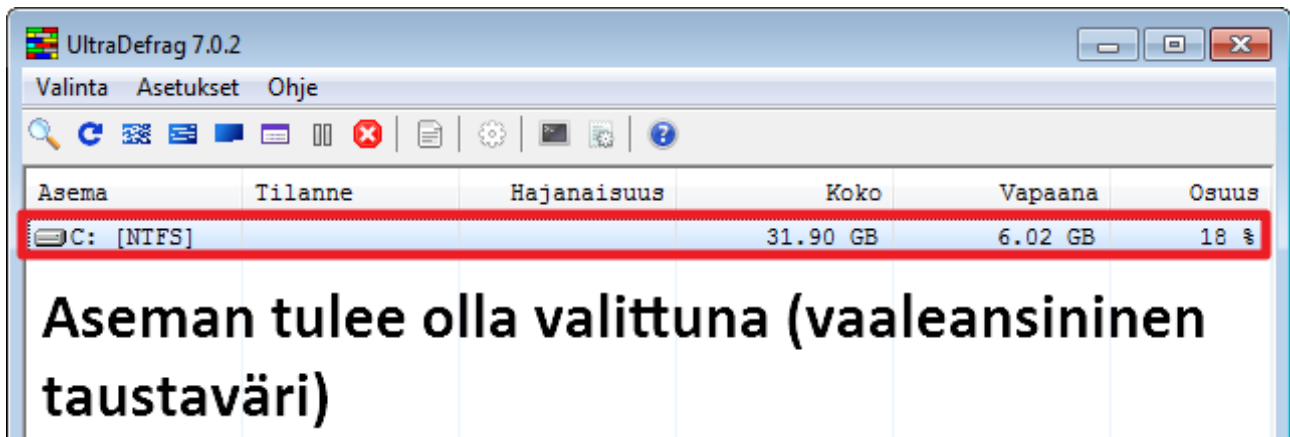 UltraDefrag 7.0.2
Valinta Asetukset Ohje
Asema Tilanne Hajanaisuus Koko Vapaana Osuus
C: [NTFS] 31.90 GB 6.02 GB 18 %
Aseman tulee olla valittuna (vaaleansininen
taustaväri)